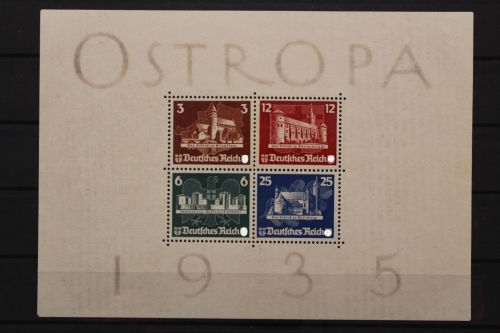 OSTROPA
3 3 12 12
Deutsches Reich Deutsches Reich
6 6 25 25
Deutsches Reich Deutsches Reich
1935